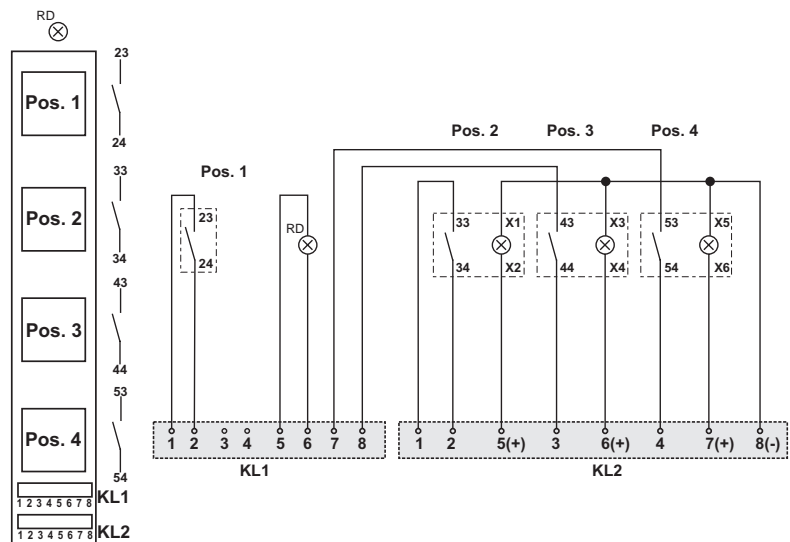 RD
23
Pos. 1
24
33
Pos. 2
34
43
Pos. 3
44
53
Pos. 4
54
1 2 3 4 5 6 7 8 KL1
1 2 3 4 5 6 7 8 KL2
Pos. 2 Pos. 3 Pos. 4
Pos. 1
23 33 X1 43 X3 53 X5
RD
24 34 X2 44 X4 54 X6
1 2 3 4 5 6 7 8 1 2 5(+) 3 6(+) 4 7(+) 8(-)
KL1 KL2